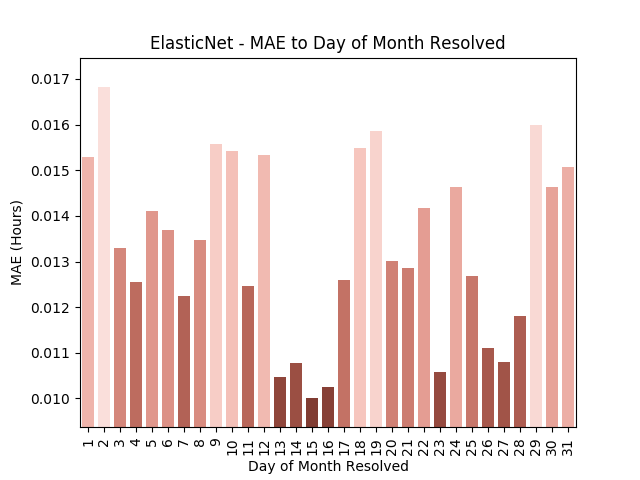 ElasticNet - MAE to Day of Month Resolved
0.017
0.016
0.015
0.014
0.013
0.012
0.011
0.010
MAE (Hours)
1 2 3 4 5 6 7 8 9 10 11 12 13 14 15 16 17 18 19 20 21 22 23 24 25 26 27 28 29 30 31
Day of Month Resolved